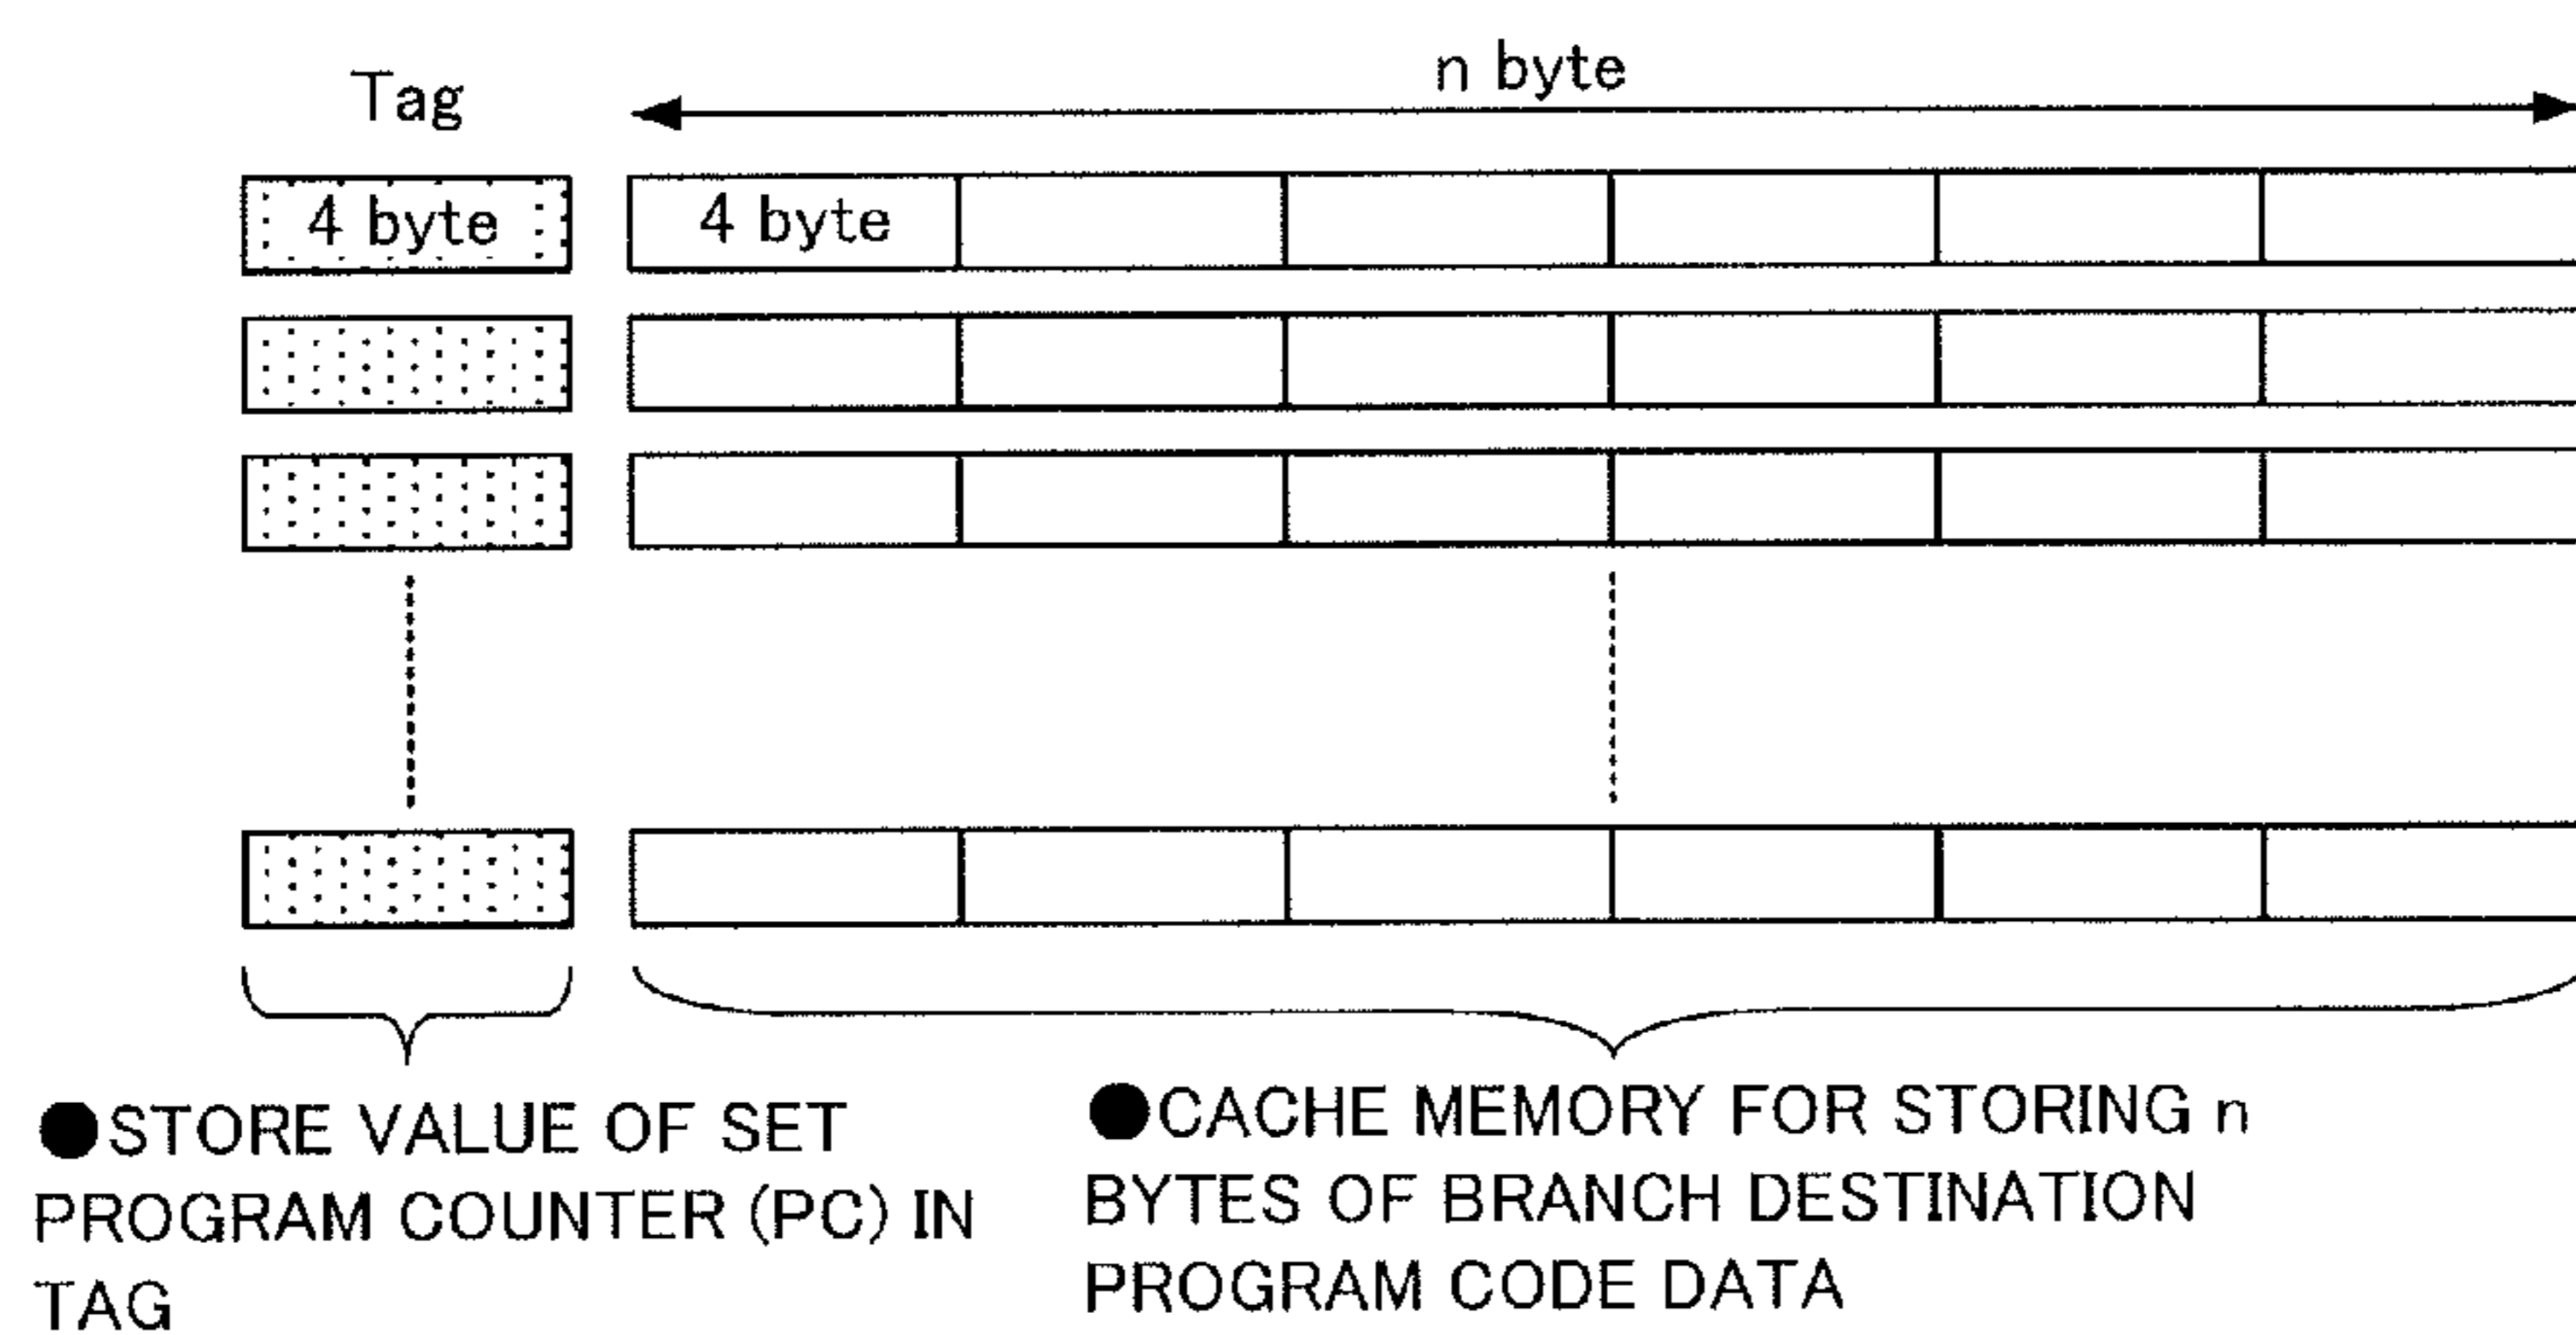 Tag
n byte
4 byte
4 byte
●STORE VALUE OF SET
PROGRAM COUNTER (PC) IN
TAG
●CACHE MEMORY FOR STORING n
BYTES OF BRANCH DESTINATION
PROGRAM CODE DATA